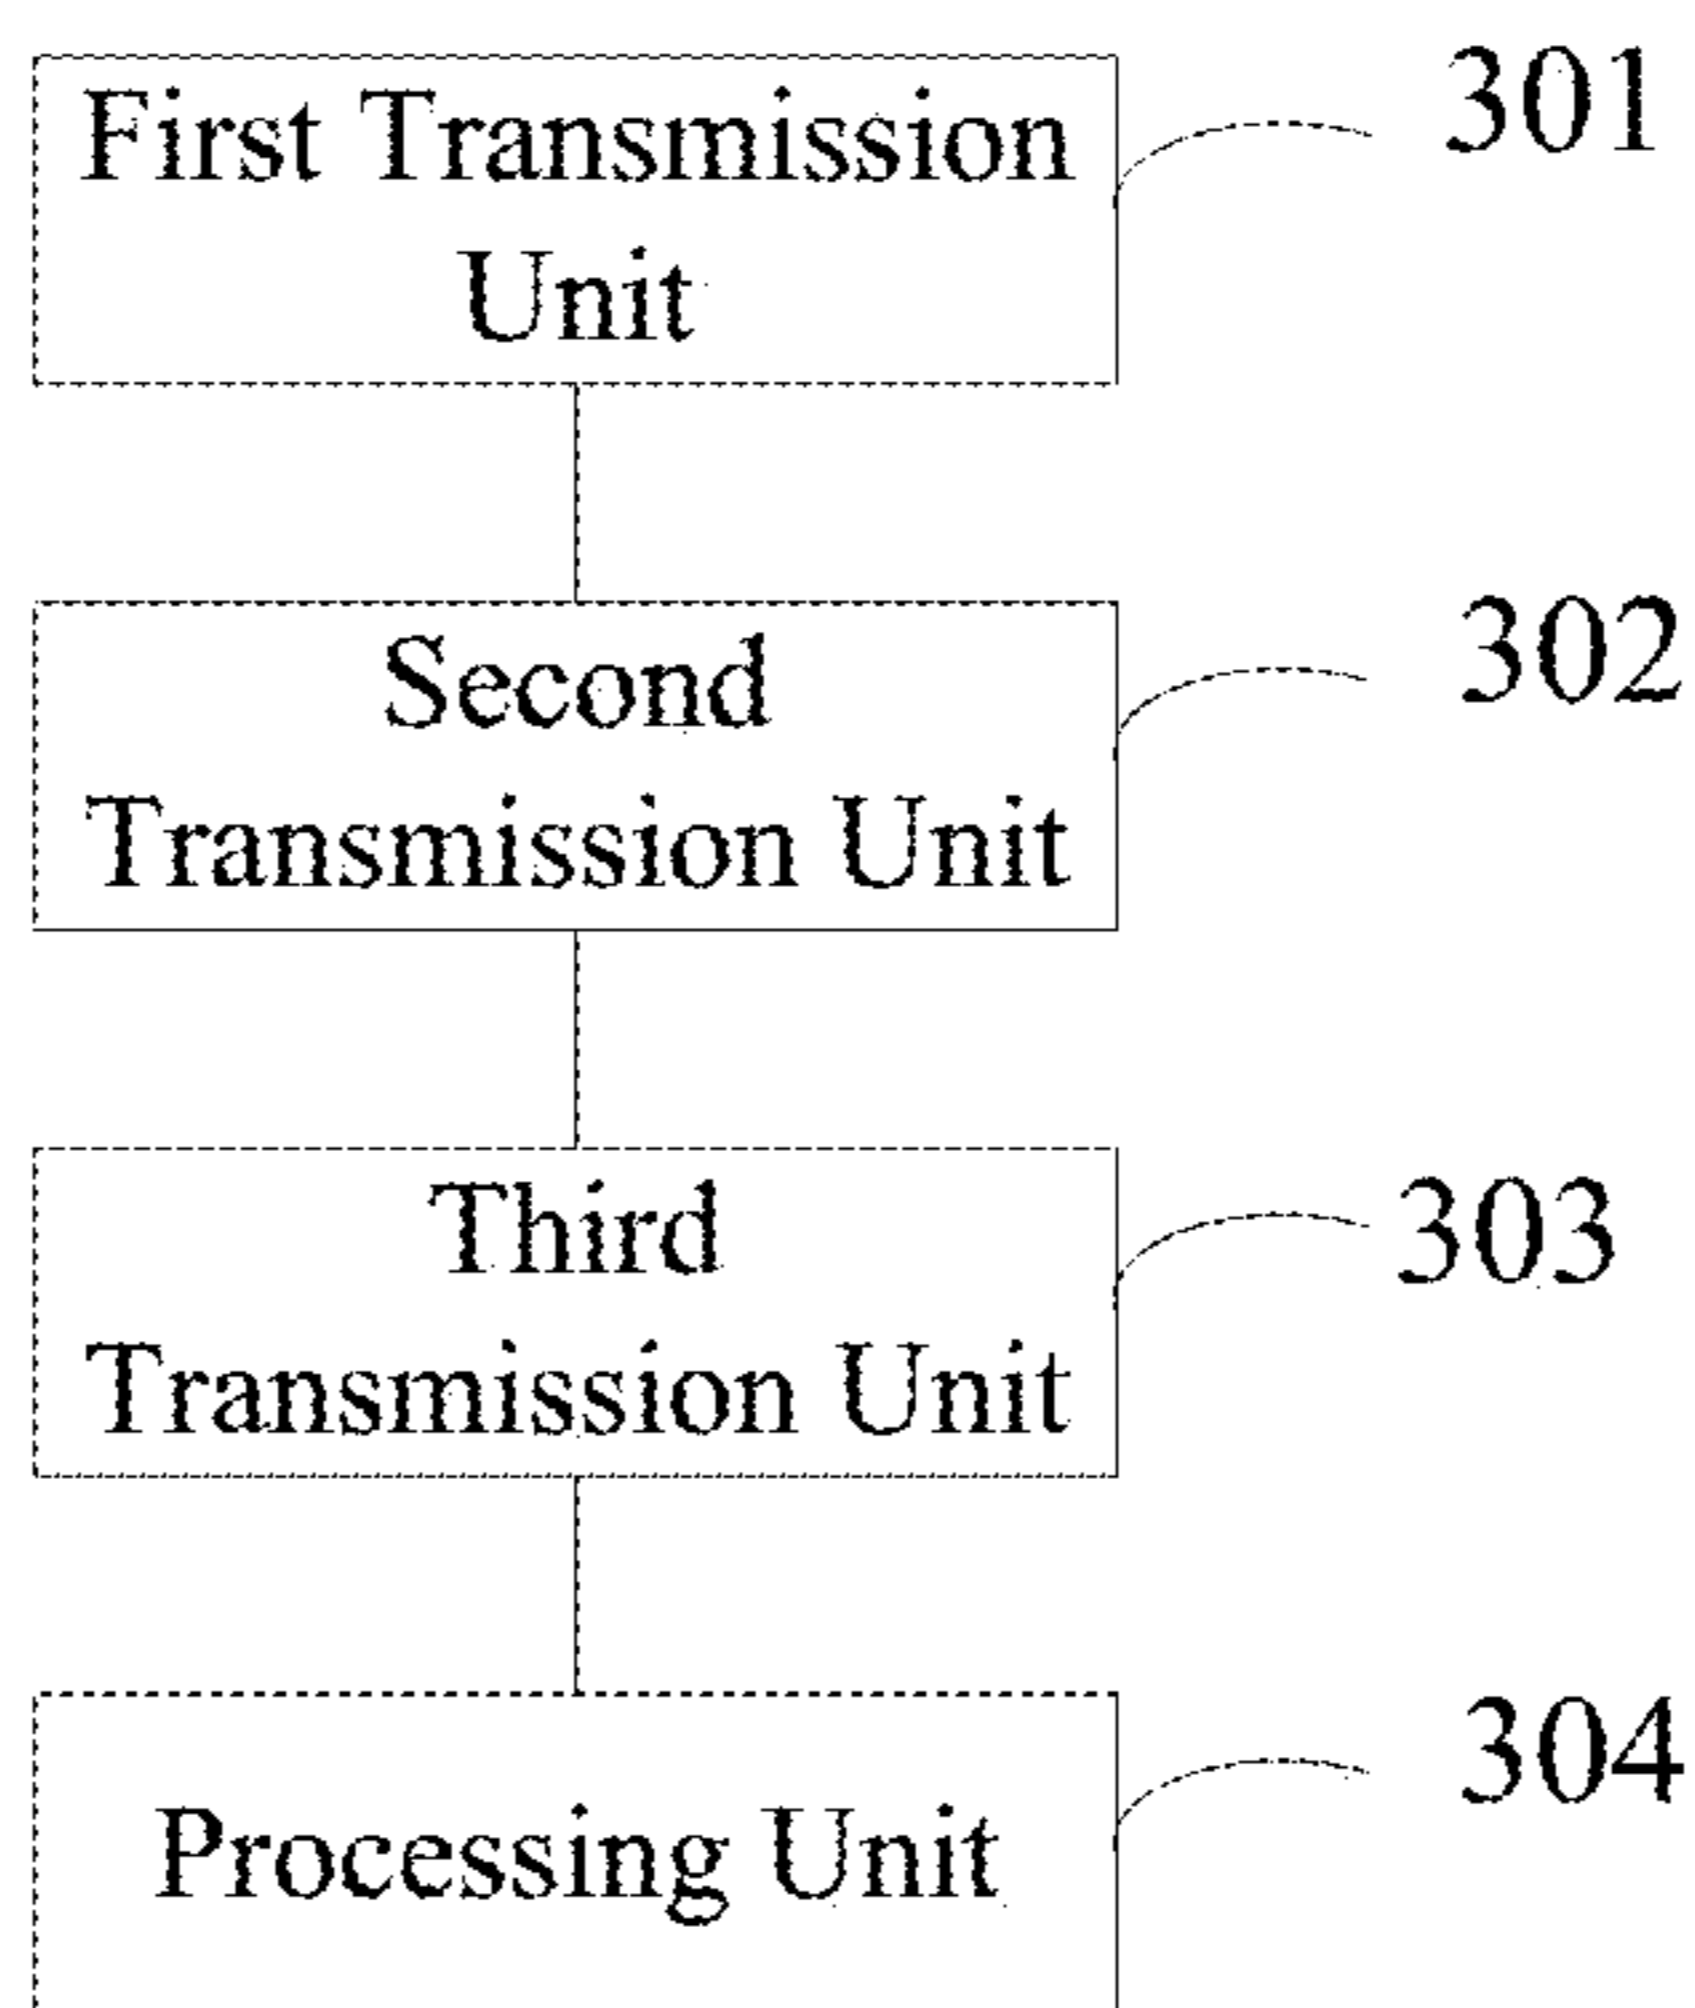 First Transmission 301
Unit
Second 302
Transmission Unit
Third 303
Transmission Unit
Processing Unit 304